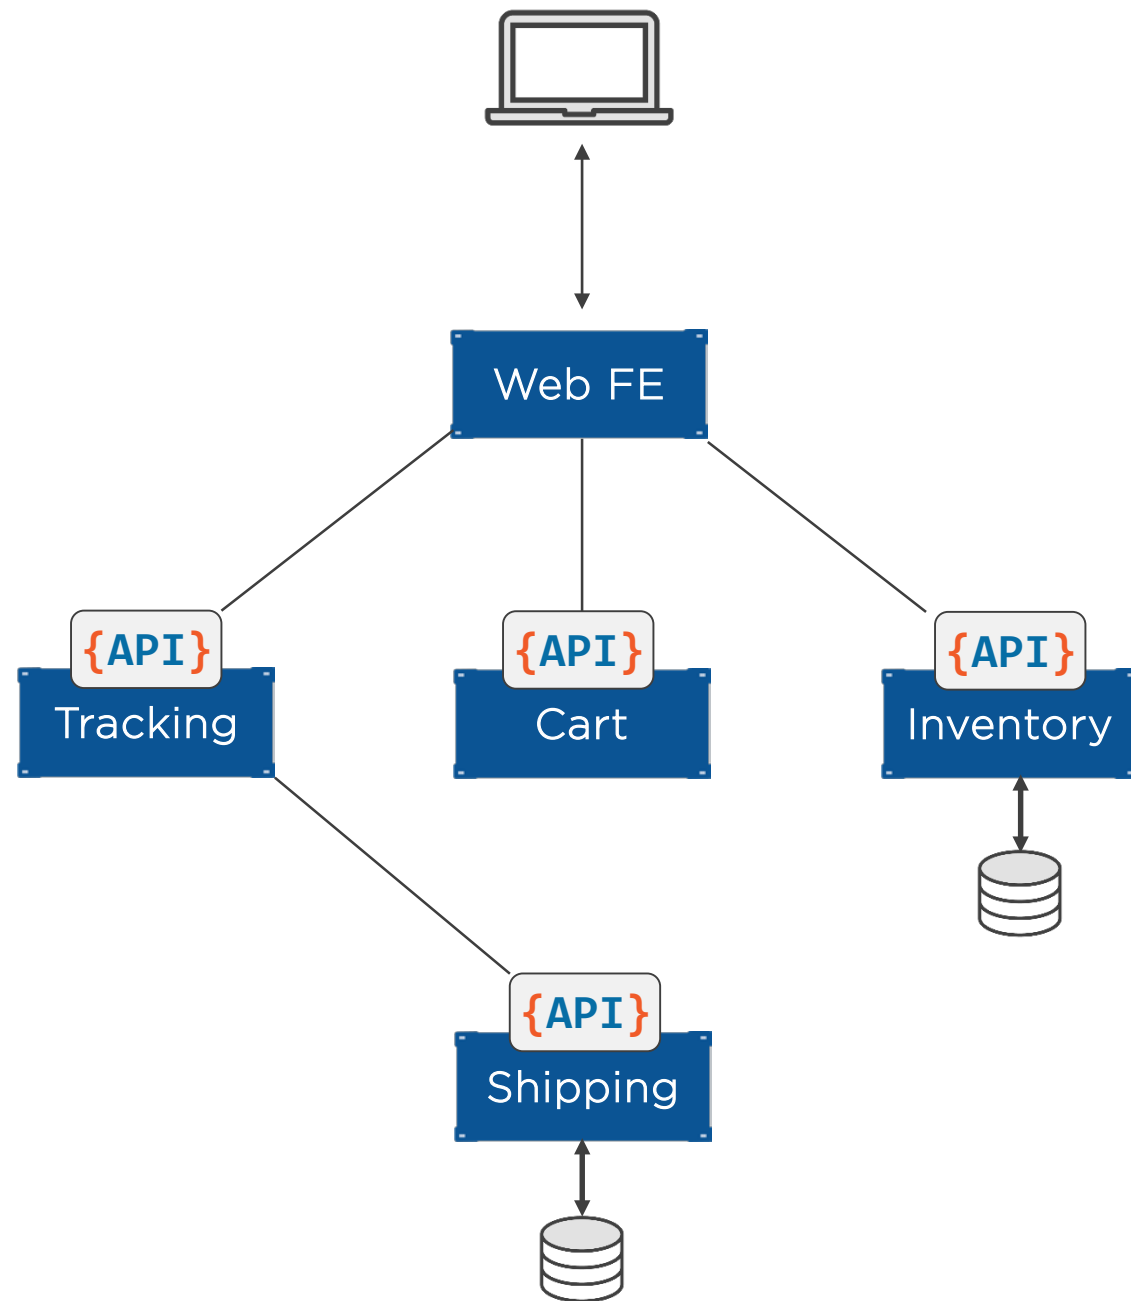 Web FE
{API}
{API}
{API}
Tracking
Cart
Inventory
{API}
Shipping